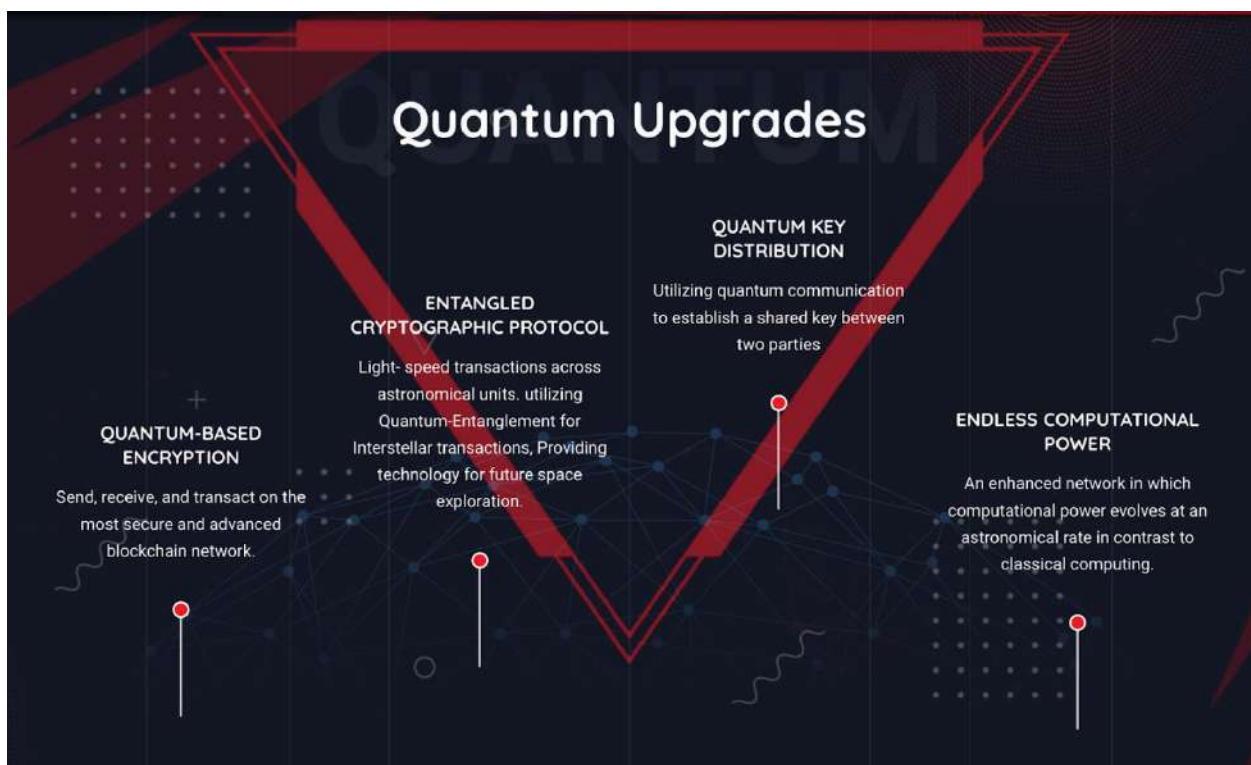 QUANTUM
Quantum Upgrades
QUANTUM KEY
DISTRIBUTION
Utilizing quantum communication
to establish a shared key between
two parties
ENTANGLED
CRYPTOGRAPHIC PROTOCOL
Light- speed transactions across
astronomical units. utilizing
Quantum-Entanglement for
Interstellar transactions, Providing
technology for future space
exploration.
QUANTUM-BASED
ENCRYPTION
Send, receive, and transact on the
most secure and advanced
blockchain network.
ENDLESS COMPUTATIONAL
POWER
An enhanced network in which
computational power evolves at an
astronomical rate in contrast to
classical computing.